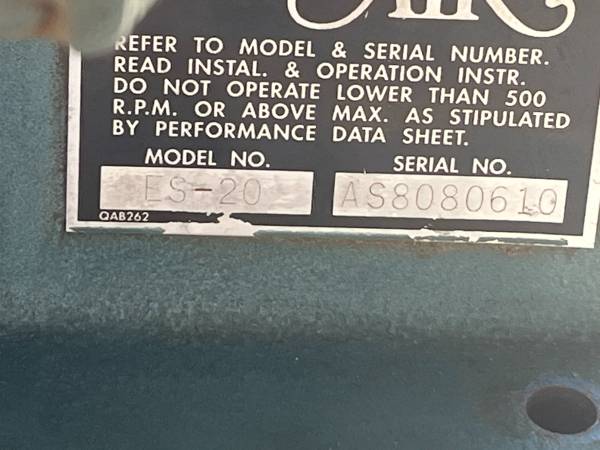 AIR
REFER TO MODEL & SERIAL NUMBER.
READ INSTAL. & OPERATION INSTR.
DO NOT OPERATE LOWER THAN 500
R.P.M. OR ABOVE MAX. AS STIPULATED
BY PERFORMANCE DATA SHEET.
MODEL NO. SERIAL NO.
ES-20 AS8080610
QAB262